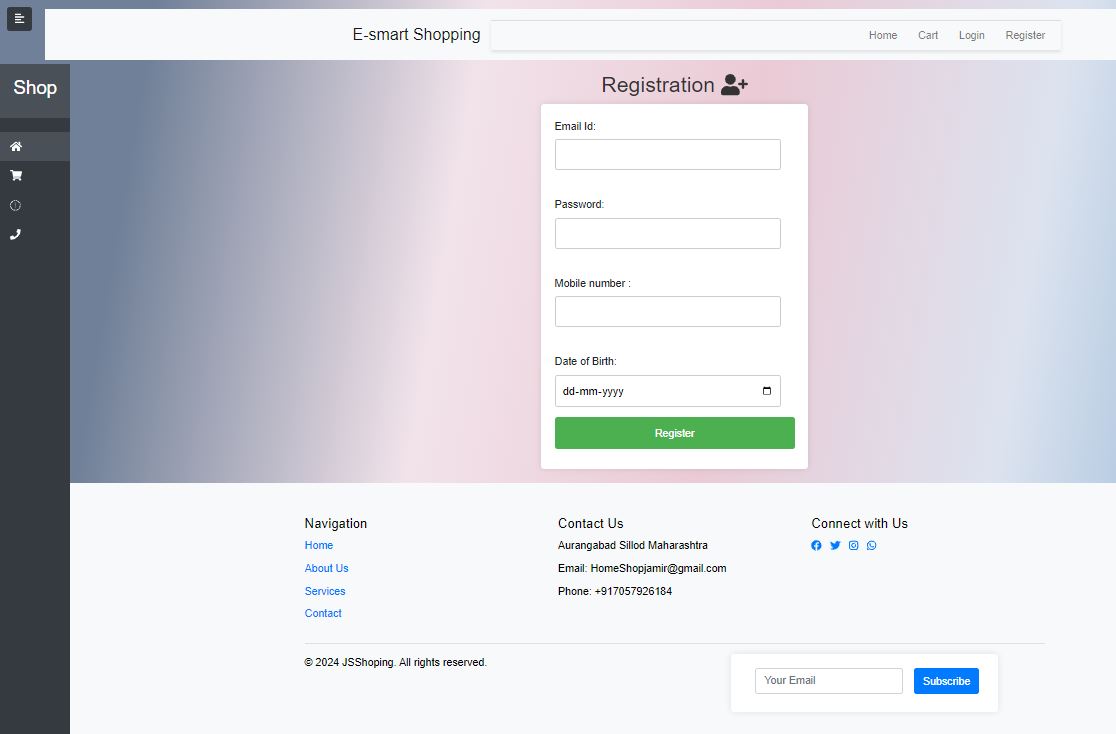 E-smart Shopping
Home Cart Login Register
Shop
Registration
Email Id:
Password:
Mobile number :
Date of Birth:
dd-mm-yyyy
Register
Navigation
Home
About Us
Services
Contact
Contact Us
Aurangabad Sillod Maharashtra
Email: HomeShopjamir@gmail.com
Phone: +917057926184
Connect with Us
© 2024 JSShoping. All rights reserved.
Your Email
Subscribe